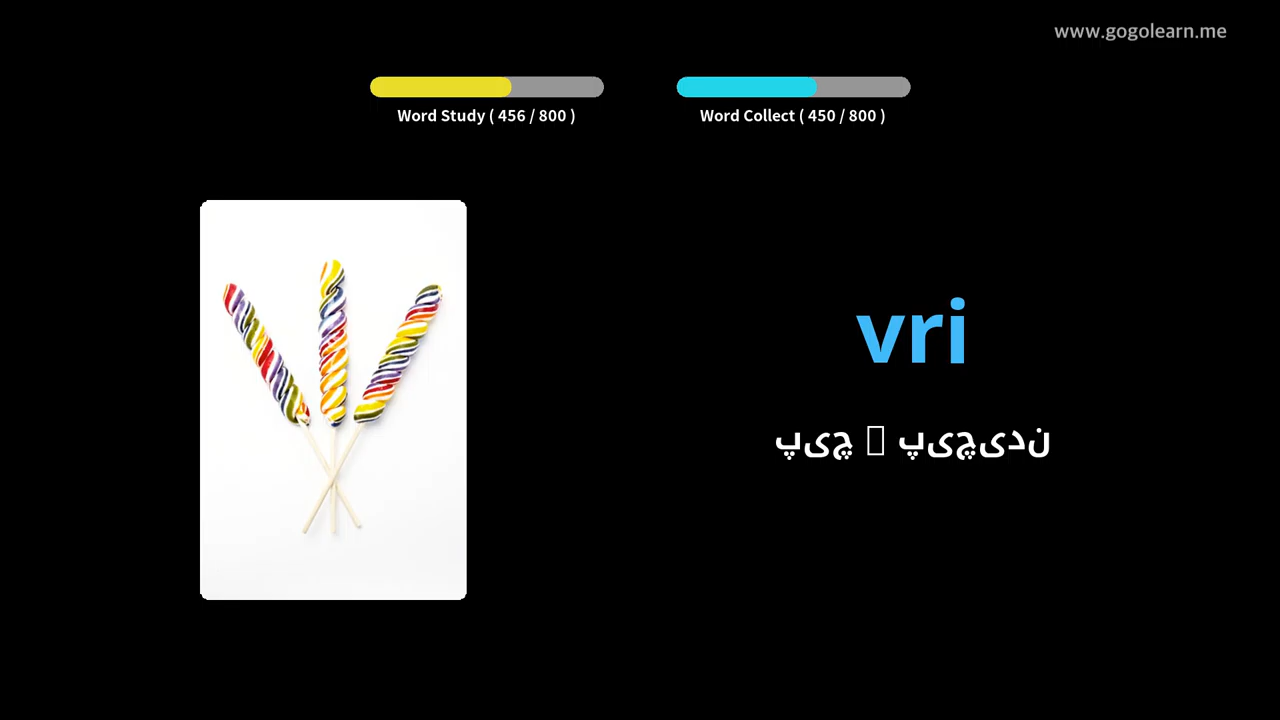 www.gogolearn.me
Word Study ( 456 / 800 )
Word Collect ( 450 / 800 )
vri
پیچ پیچیدن